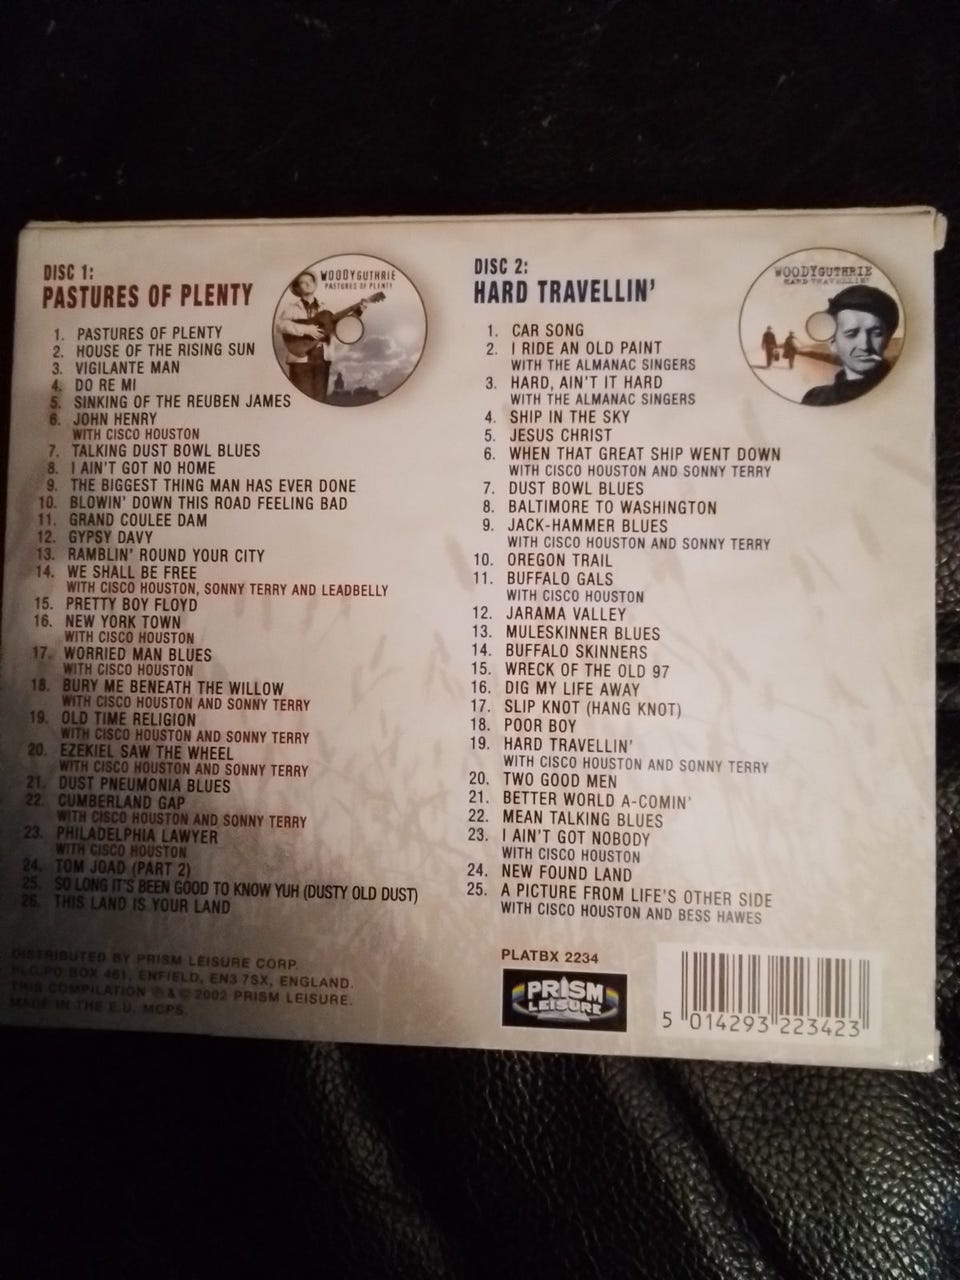 DISC 1:
PASTURES OF PLENTY
1. PASTURES OF PLENTY
2. HOUSE OF THE RISING SUN
3. VIGILANTE MAN
4. DO RE MI
5. SINKING OF THE REUBEN JAMES
6. JOHN HENRY
WITH CISCO HOUSTON
7. TALKING DUST BOWL BLUES
8. I AIN'T GOT NO HOME
9. THE BIGGEST THING MAN HAS EVER DONE
10. BLOWIN' DOWN THIS ROAD FEELING BAD
11. GRAND COULEE DAM
12. GYPSY DAVY
13. RAMBLIN' ROUND YOUR CITY
14. WE SHALL BE FREE
WITH CISCO HOUSTON, SONNY TERRY AND LEADBELLY
15. PRETTY BOY FLOYD
16. NEW YORK TOWN
WITH CISCO HOUSTON
17. WORRIED MAN BLUES
WITH CISCO HOUSTON
18. BURY ME BENEATH THE WILLOW
WITH CISCO HOUSTON AND SONNY TERRY
19. OLD TIME RELIGION
WITH CISCO HOUSTON AND SONNY TERRY
20. EZEKIEL SAW THE WHEEL
WITH CISCO HOUSTON AND SONNY TERRY
21. DUST PNEUMONIA BLUES
22. CUMBERLAND GAP
WITH CISCO HOUSTON AND SONNY TERRY
23. PHILADELPHIA LAWYER
WITH CISCO HOUSTON
24. TOM JOAD (PART 2)
25. SO LONG IT'S BEEN GOOD TO KNOW YUH (DUSTY OLD DUST)
26. THIS LAND IS YOUR LAND
WOODYGUTHRIE
PASTURES OF PLENTY
DISC 2:
HARD TRAVELLIN'
1. CAR SONG
2. I RIDE AN OLD PAINT
WITH THE ALMANAC SINGERS
3. HARD, AIN'T IT HARD
WITH THE ALMANAC SINGERS
4. SHIP IN THE SKY
5. JESUS CHRIST
6. WHEN THAT GREAT SHIP WENT DOWN
WITH CISCO HOUSTON AND SONNY TERRY
7. DUST BOWL BLUES
8. BALTIMORE TO WASHINGTON
9. JACK-HAMMER BLUES
WITH CISCO HOUSTON AND SONNY TERRY
10. OREGON TRAIL
11. BUFFALO GALS
WITH CISCO HOUSTON
12. JARAMA VALLEY
13. MULESKINNER BLUES
14. BUFFALO SKINNERS
15. WRECK OF THE OLD 97
16. DIG MY LIFE AWAY
17. SLIP KNOT (HANG KNOT)
18. POOR BOY
19. HARD TRAVELLIN'
WITH CISCO HOUSTON AND SONNY TERRY
20. TWO GOOD MEN
21. BETTER WORLD A-COMIN'
22. MEAN TALKING BLUES
23. I AIN'T GOT NOBODY
WITH CISCO HOUSTON
24. NEW FOUND LAND
25. A PICTURE FROM LIFE'S OTHER SIDE
WITH CISCO HOUSTON AND BESS HAWES
WOODYGUTHRIE
HARD TRAVELLIN'
DISTRIBUTED BY PRISM LEISURE CORP.
PLC, PO BOX 461, ENFIELD, EN3 7SX, ENGLAND.
THIS COMPILATION ℗ & © 2002 PRISM LEISURE.
MADE IN THE E.U. MCPS.
PLATBX 2234
PRISM
LEISURE
5 014293 223423